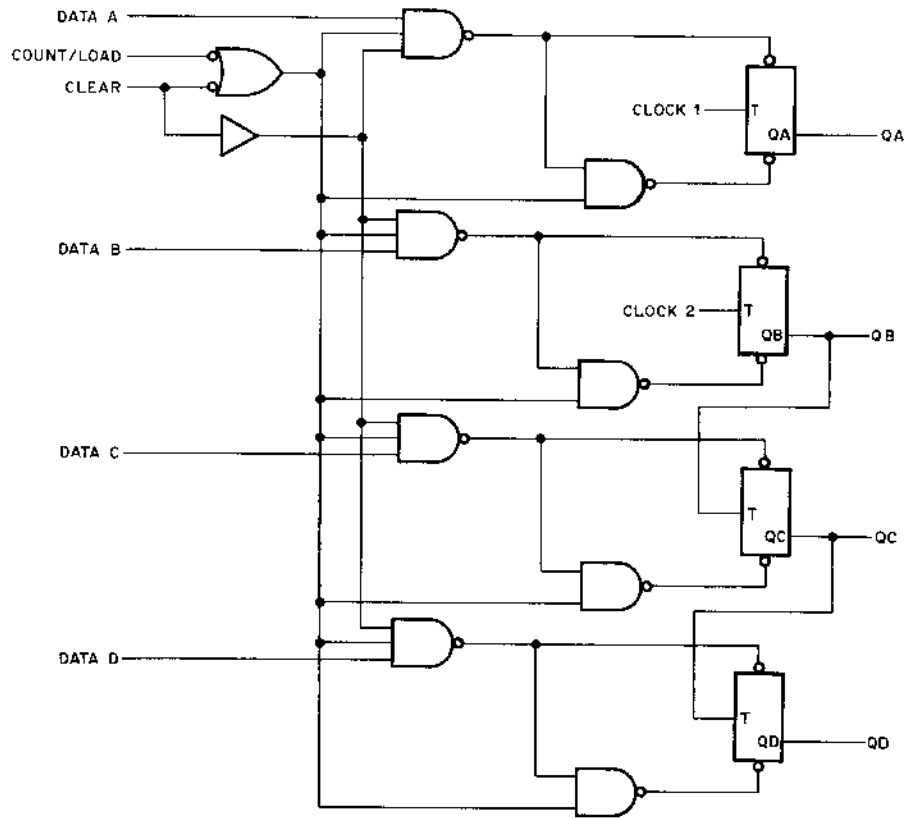 DATA A
COUNT/LOAD
CLEAR
CLOCK 1
T
QA
QA
DATA B
CLOCK 2
T
QB
QB
DATA C
T
QC
QC
DATA D
T
QD
QD